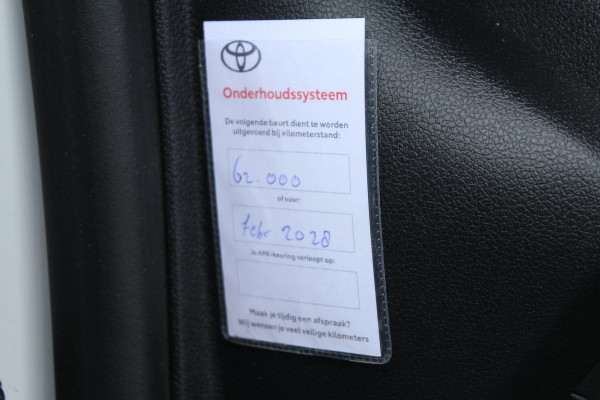 Onderhoudssysteem
De volgende beurt dient te worden
uitgevoerd bij kilometerstand:
62.000
of voor:
Febr 2028
Je APK-keuring verloopt op:
Maak je tijdig een afspraak?
Wij wensen je veel veilige kilometers